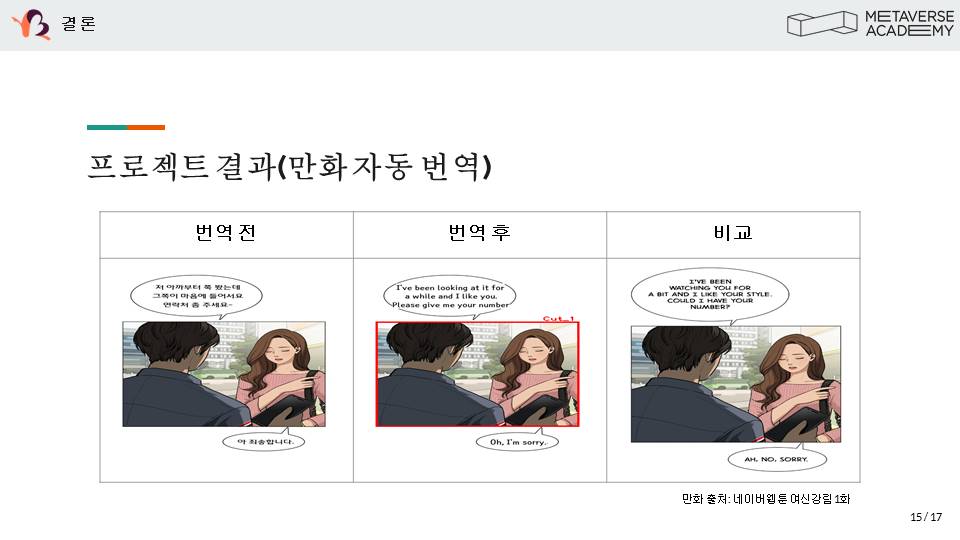 결론
METAVERSE
ACADEMY
프로젝트 결과(만화 자동 번역)
번역 전
번역 후
비교
저 아까부터 쭉 봤는데
그쪽이 마음에 들어서요
연락처 좀 주세요~
아 죄송합니다.
I've been looking at it for
a while and I like you.
Please give me your number
Cut_1
Oh, I'm sorry.
I'VE BEEN
WATCHING YOU FOR
A BIT AND I LIKE YOUR STYLE.
COULD I HAVE YOUR
NUMBER?
AH, NO, SORRY.
만화 출처: 네이버웹툰 여신강림 1화
15 / 17